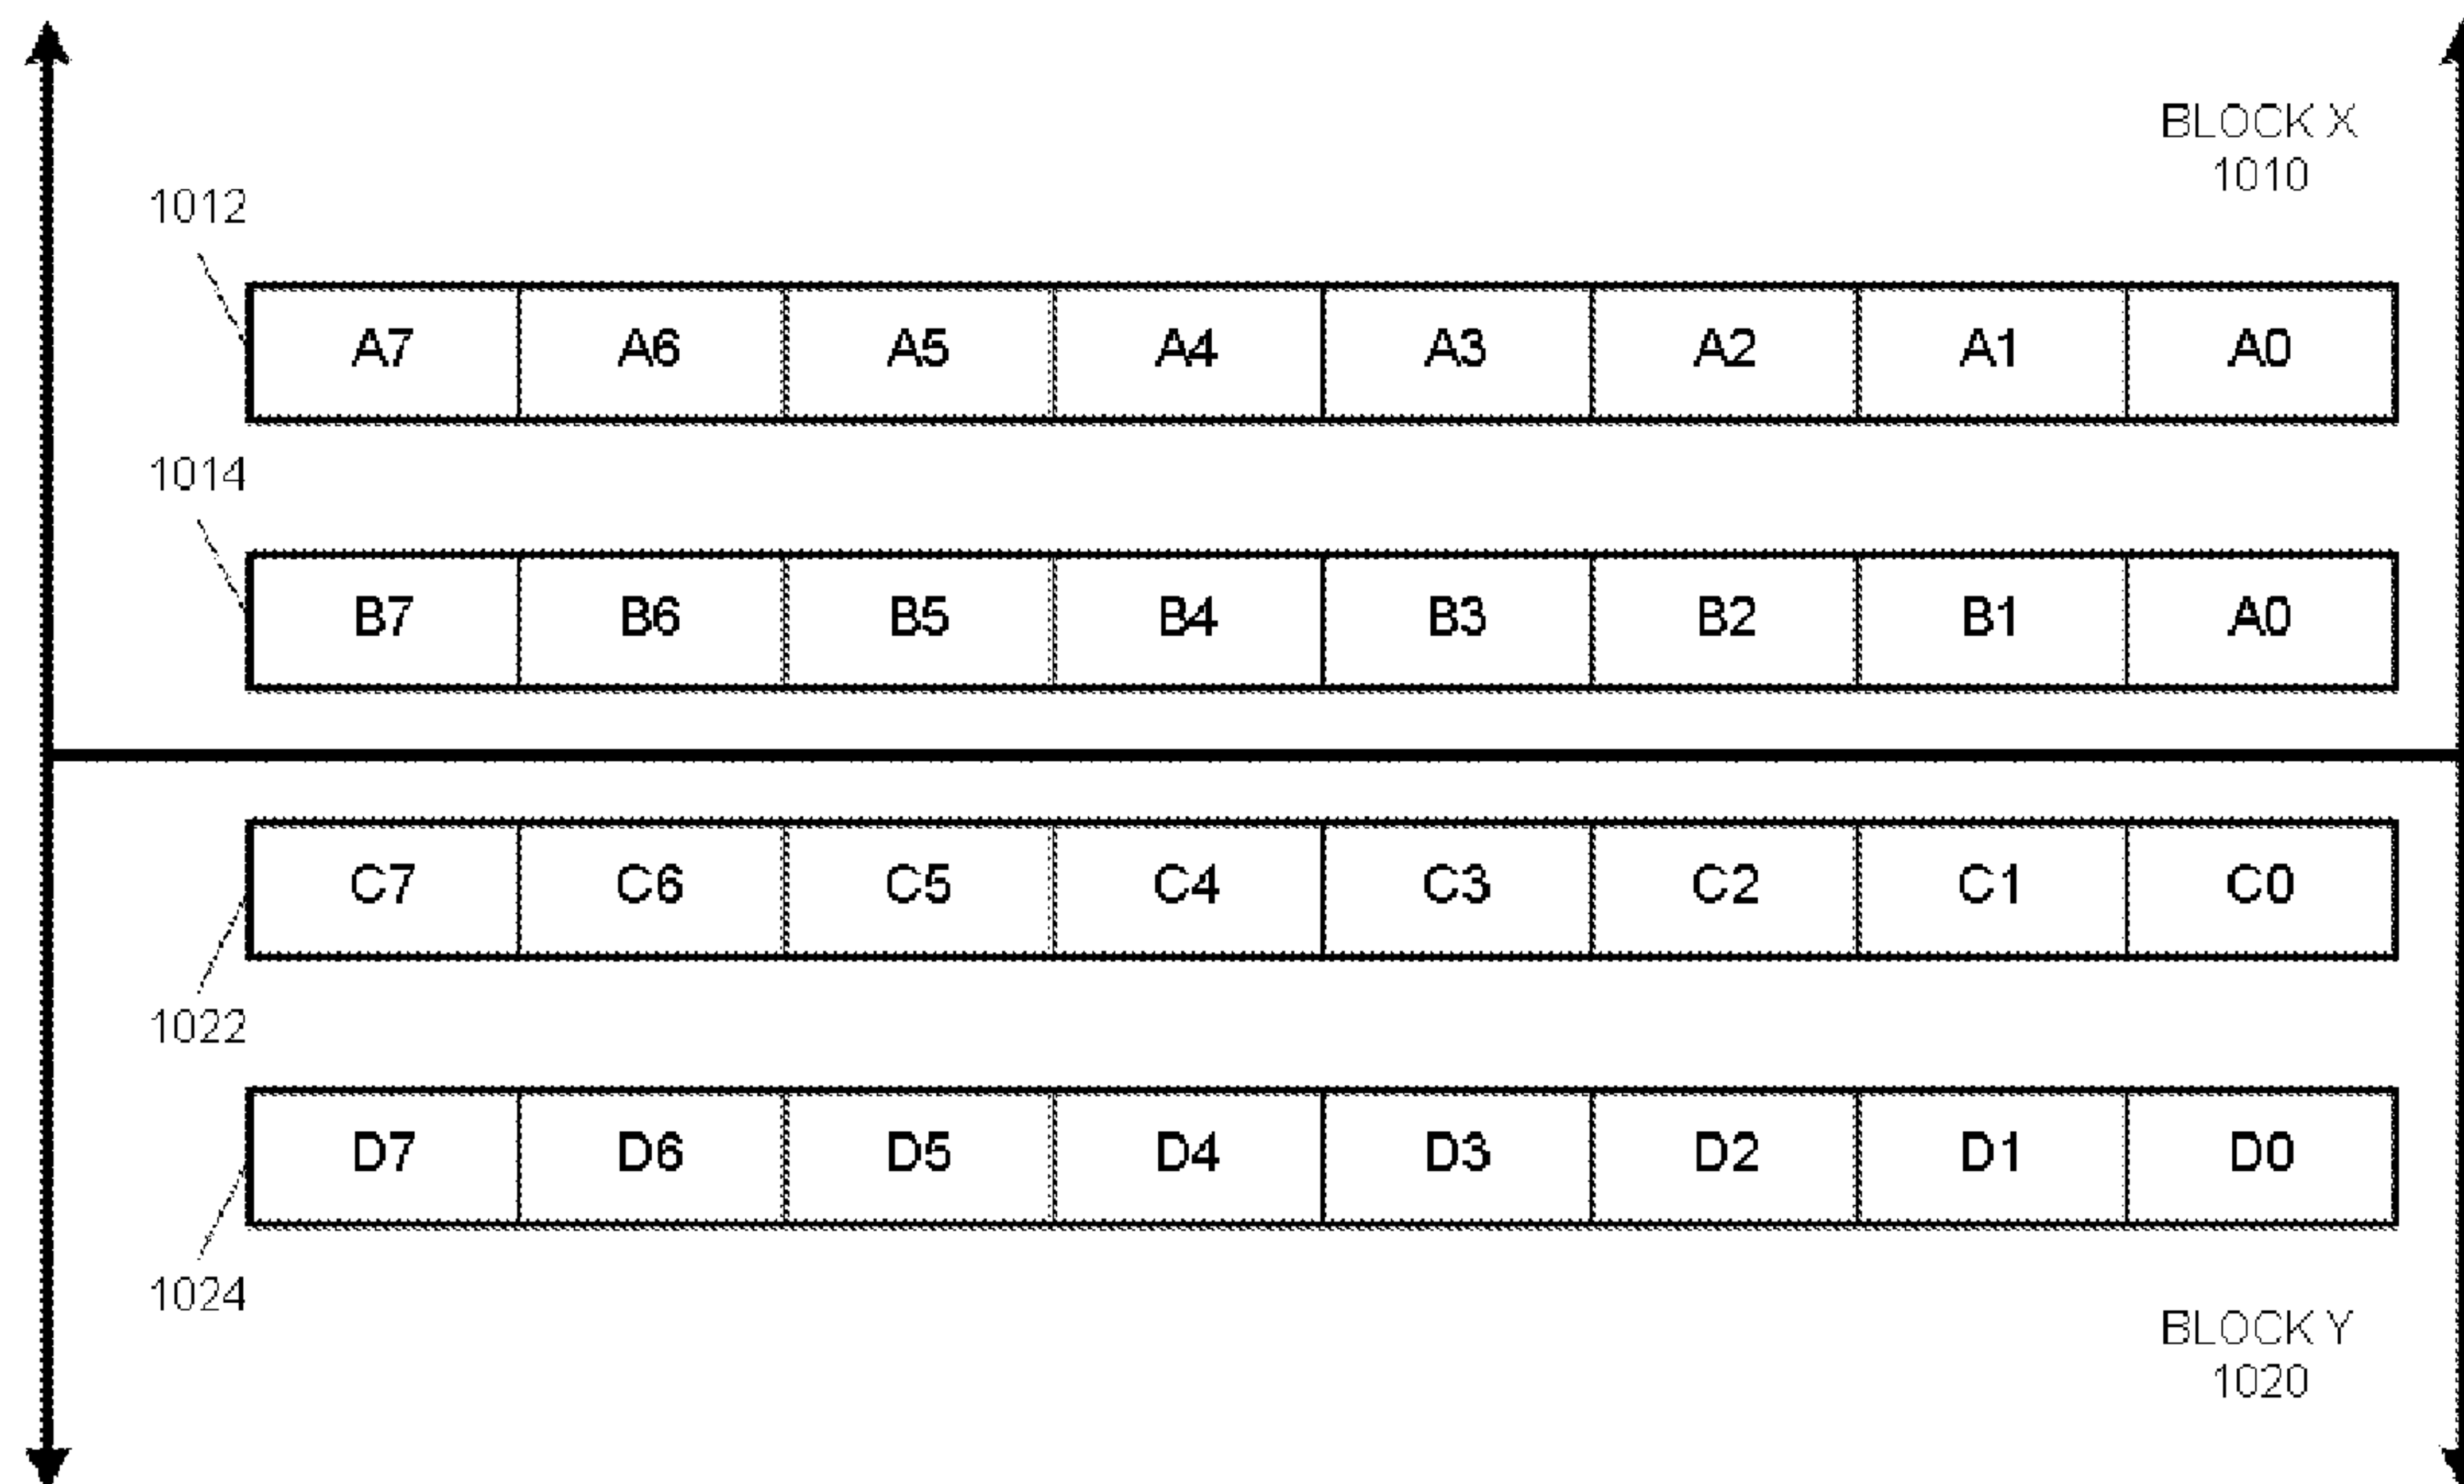 BLOCK X
1010
1012
A7 A6 A5 A4 A3 A2 A1 A0
1014
B7 B6 B5 B4 B3 B2 B1 A0
C7 C6 C5 C4 C3 C2 C1 C0
1022
D7 D6 D5 D4 D3 D2 D1 D0
1024
BLOCK Y
1020